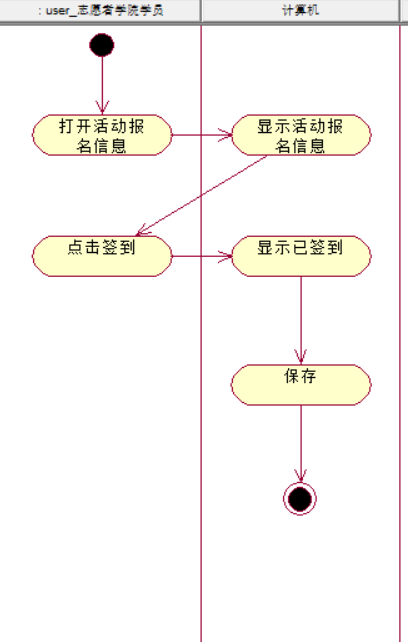 : user_志愿者学院学员
计算机
打开活动报
名信息
显示活动报
名信息
点击签到
显示已签到
保存